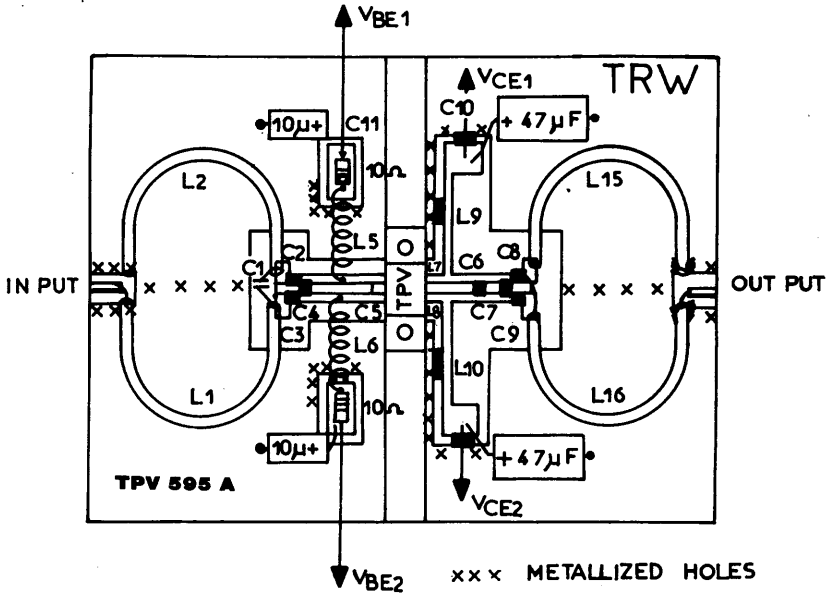 VBE1
TRW
VCE1
C10
+ 47μF
10μ+
C11
10Ω
L2
L15
L9
L5
C2
C1
C6
C8
L7
IN PUT
TPV
OUT PUT
C4
C5
C7
L8
C3
C9
L6
L10
L1
L16
10Ω
10μ+
+ 47μF
TPV 595 A
VCE2
VBE2
xxx METALLIZED HOLES